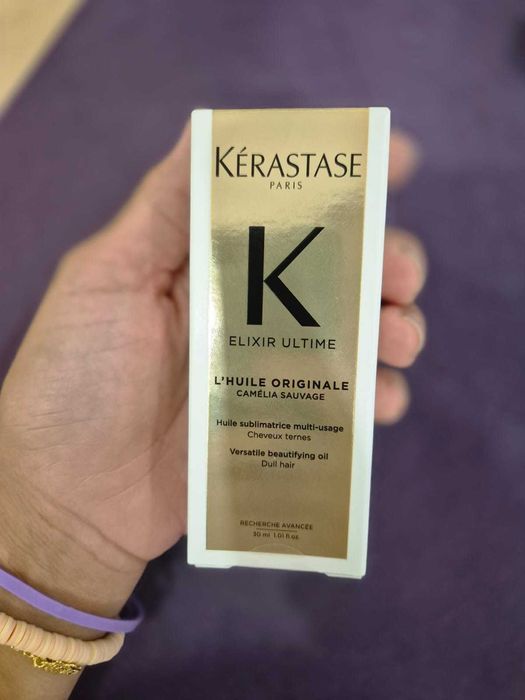 KÉRASTASE
PARIS
K
ELIXIR ULTIME
L'HUILE ORIGINALE
CAMÉLIA SAUVAGE
Huile sublimatrice multi-usage
Cheveux ternes
Versatile beautifying oil
Dull hair
RECHERCHE AVANCÉE
30 ml 1.01 fl.oz